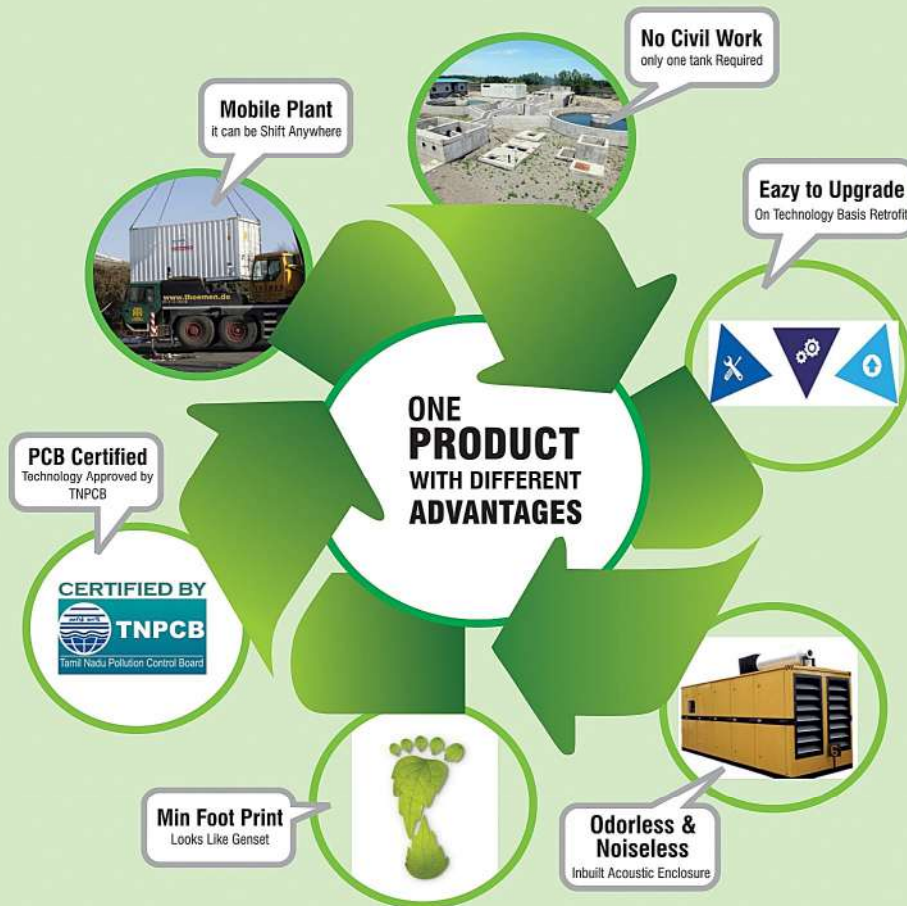 No Civil Work
only one tank Required
Mobile Plant
it can be Shift Anywhere
Eazy to Upgrade
On Technology Basis Retrofit
www.thoemen.de
ONE
PRODUCT
WITH DIFFERENT
ADVANTAGES
PCB Certified
Technology Approved by
TNPCB
CERTIFIED BY
TNPCB
Tamil Nadu Pollution Control Board
Min Foot Print
Looks Like Genset
Odorless &
Noiseless
Inbuilt Acoustic Enclosure